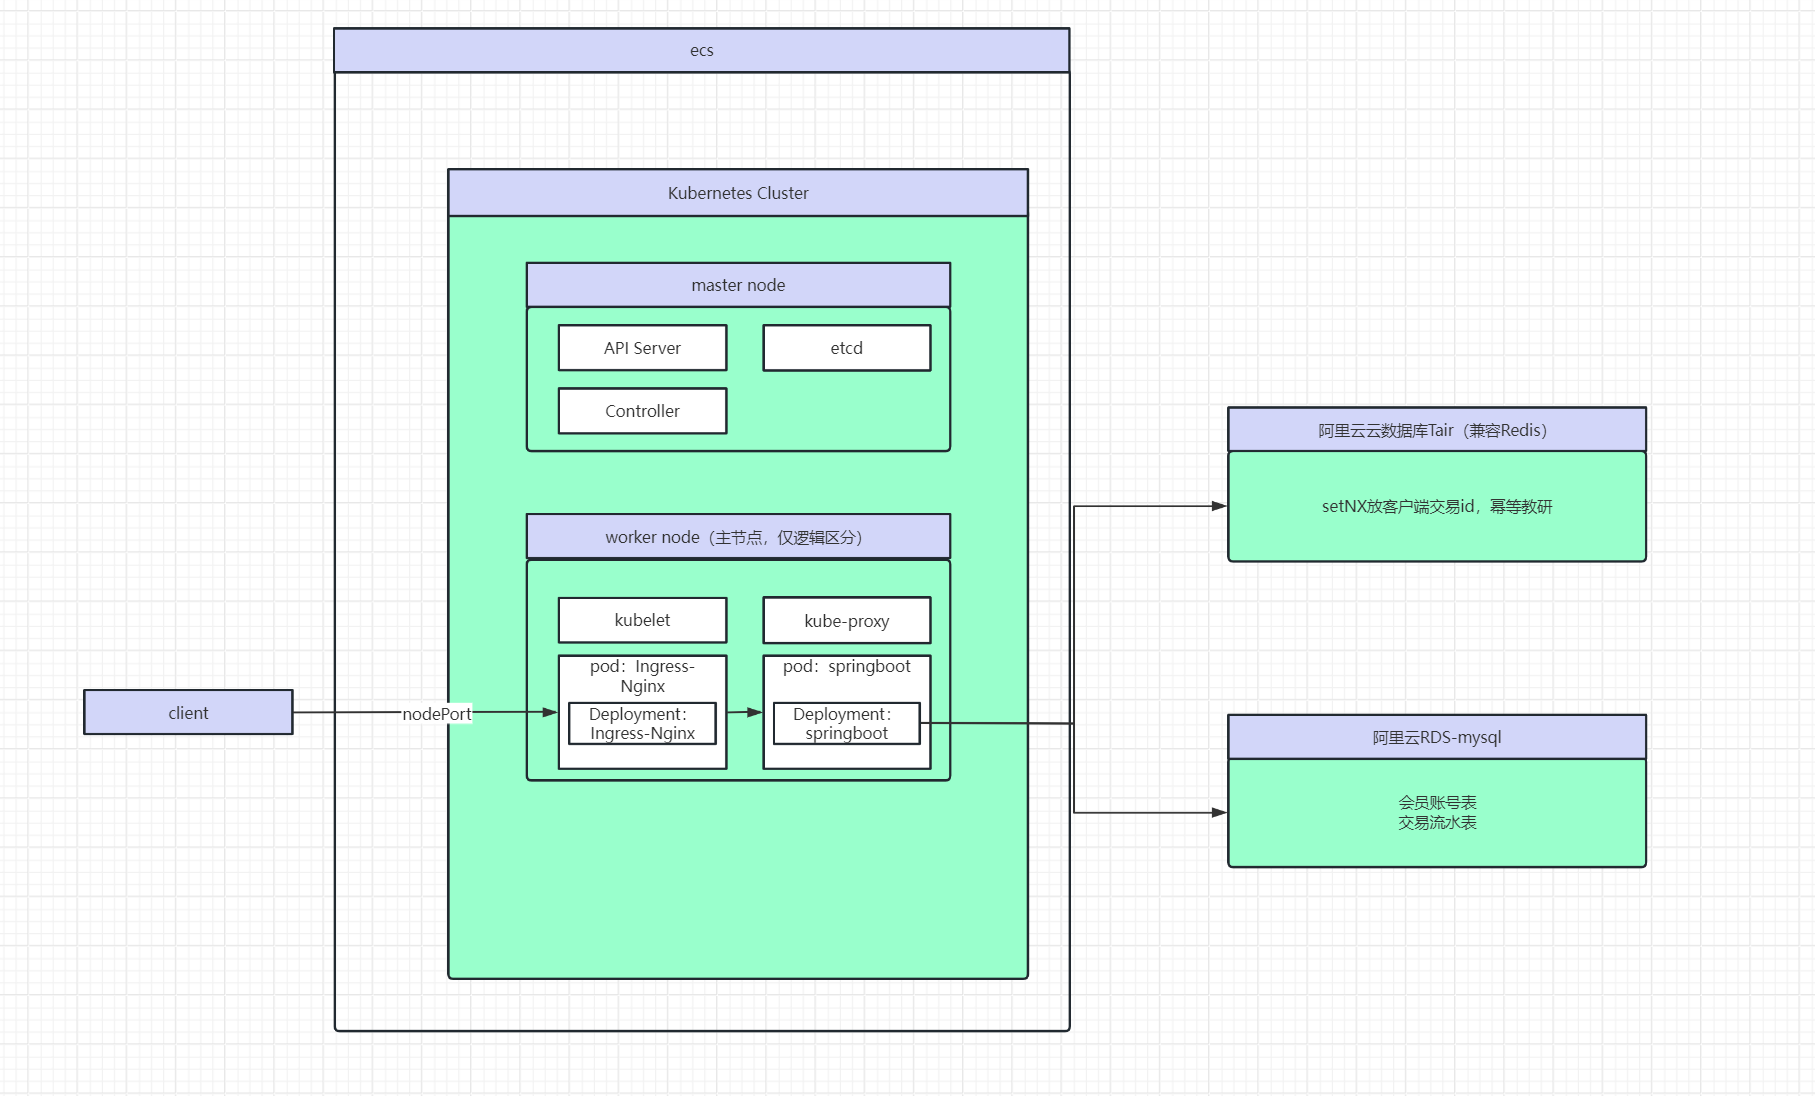 ecs
Kubernetes Cluster
master node
API Server
etcd
Controller
阿里云云数据库Tair（兼容Redis）
setNX放客户端交易id，幂等教研
worker node（主节点，仅逻辑区分）
kubelet
kube-proxy
pod：Ingress-
Nginx
Deployment：
Ingress-Nginx
pod：springboot
Deployment：
springboot
client
nodePort
阿里云RDS-mysql
会员账号表
交易流水表